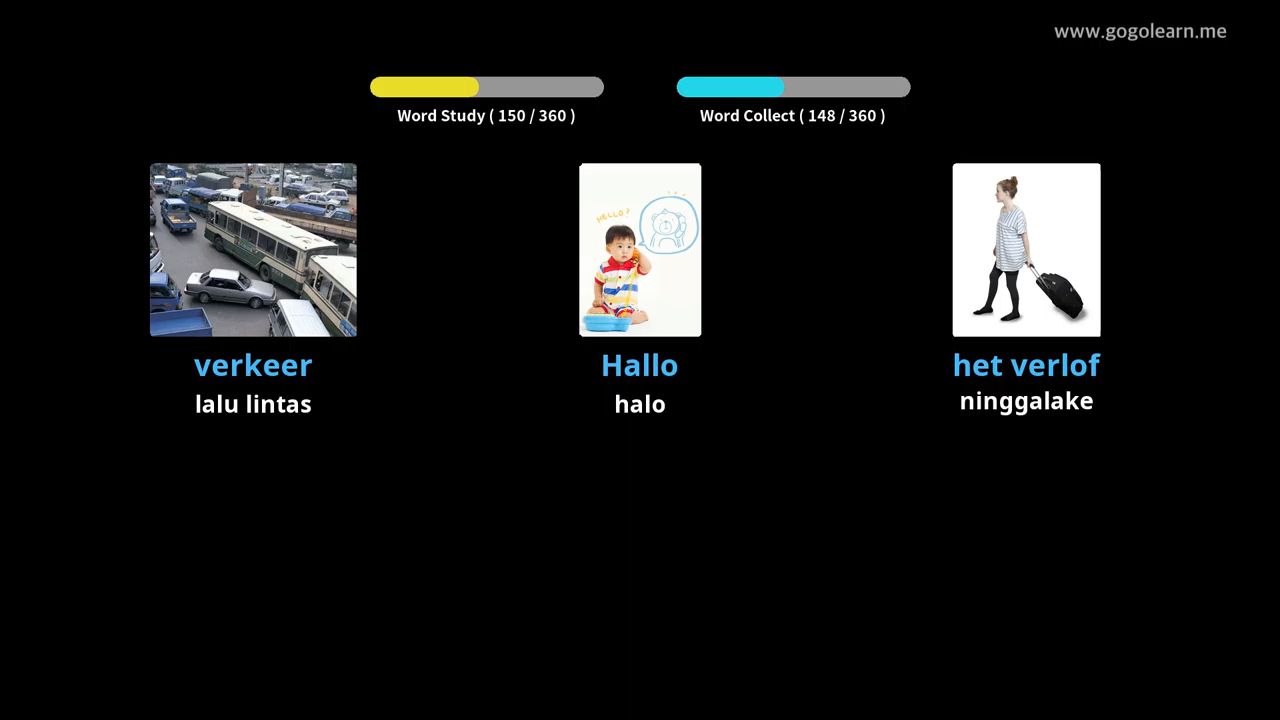 www.gogolearn.me
Word Study ( 150 / 360 )
Word Collect ( 148 / 360 )
HELLO?
verkeer
Hallo
het verlof
lalu lintas
halo
ninggalake